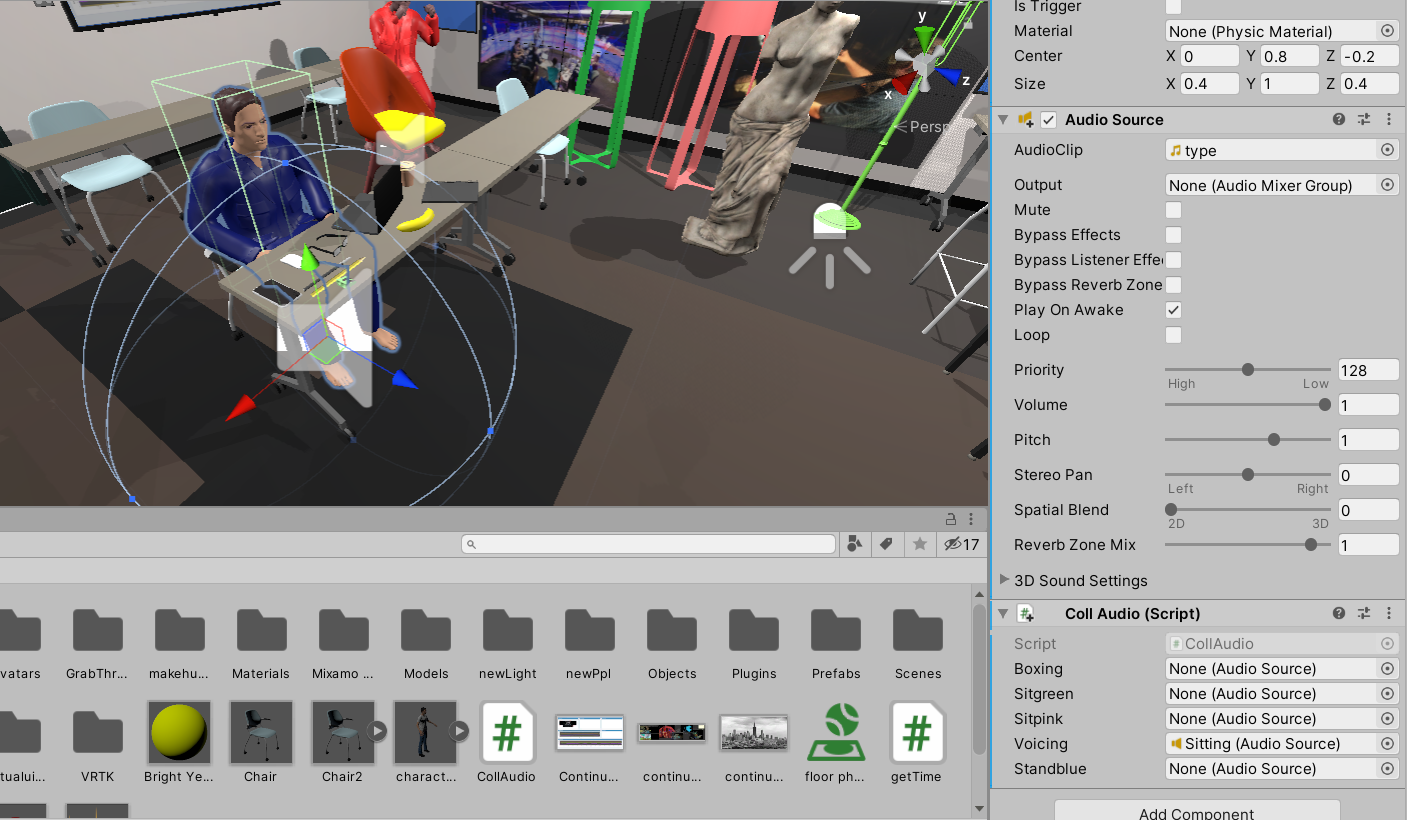 y
x
z
Persp
Is Trigger
Material None (Physic Material)
Center X 0 Y 0.8 Z -0.2
Size X 0.4 Y 1 Z 0.4
Audio Source
AudioClip type
Output None (Audio Mixer Group)
Mute
Bypass Effects
Bypass Listener Effe
Bypass Reverb Zone
Play On Awake
Loop
Priority 128
High Low
Volume 1
Pitch 1
Stereo Pan 0
Left Right
Spatial Blend 0
2D 3D
Reverb Zone Mix 1
3D Sound Settings
Coll Audio (Script)
Script # CollAudio
Boxing None (Audio Source)
Sitgreen None (Audio Source)
Sitpink None (Audio Source)
Voicing Sitting (Audio Source)
Standblue None (Audio Source)
Add Component
17
vatars GrabThr... makehu... Materials Mixamo ... Models newLight newPpl Objects Plugins Prefabs Scenes
# #
tualui... VRTK Bright Ye... Chair Chair2 charact... CollAudio Continu... continu... continu... floor ph... getTime